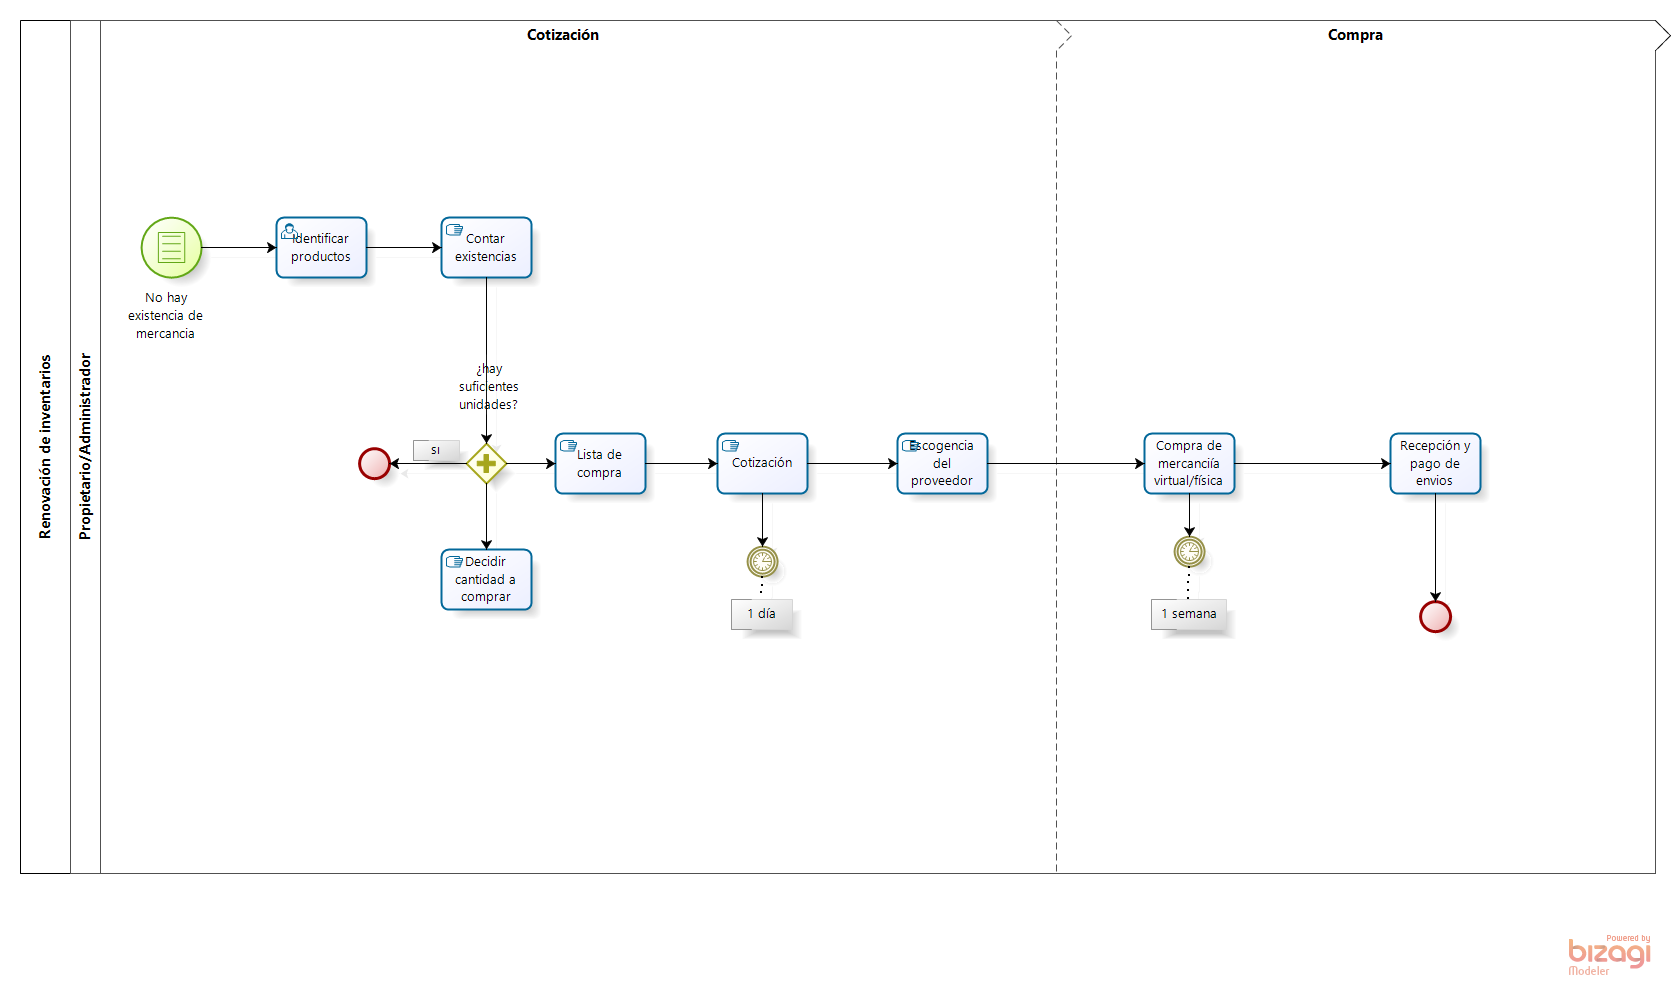 Cotización
Compra
Renovación de inventarios
Propietario/Administrador
No hay
existencia de
mercancia
Identificar
productos
Contar
existencias
¿hay
suficientes
unidades?
SI
Lista de
compra
Cotización
Escogencia
del
proveedor
Compra de
mercanciía
virtual/física
Recepción y
pago de
envios
Decidir
cantidad a
comprar
1 día
1 semana
Powered by
bizagi
Modeler